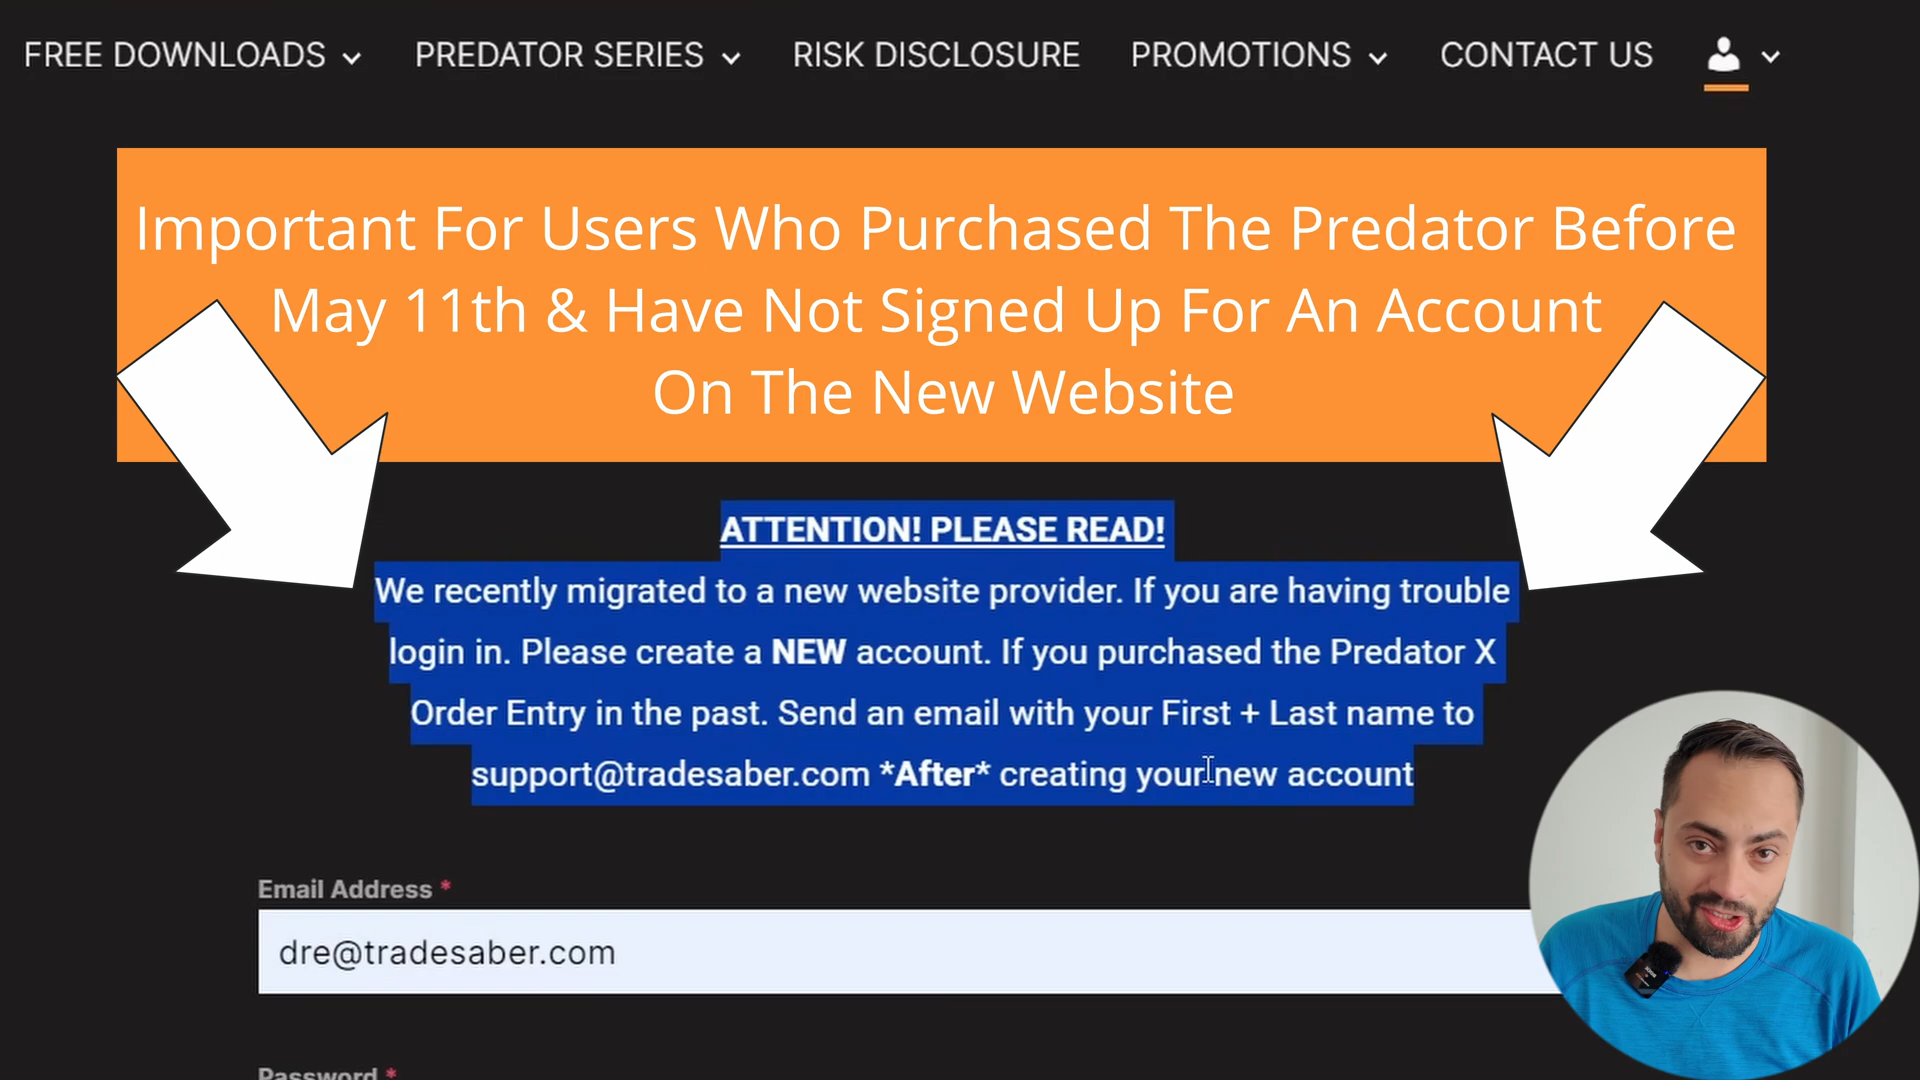 FREE DOWNLOADS PREDATOR SERIES RISK DISCLOSURE PROMOTIONS CONTACT US
Important For Users Who Purchased The Predator Before
May 11th & Have Not Signed Up For An Account
On The New Website
ATTENTION! PLEASE READ!
We recently migrated to a new website provider. If you are having trouble
login in. Please create a NEW account. If you purchased the Predator X
Order Entry in the past. Send an email with your First + Last name to
support@tradesaber.com *After* creating your new account
Email Address *
dre@tradesaber.com
Password *